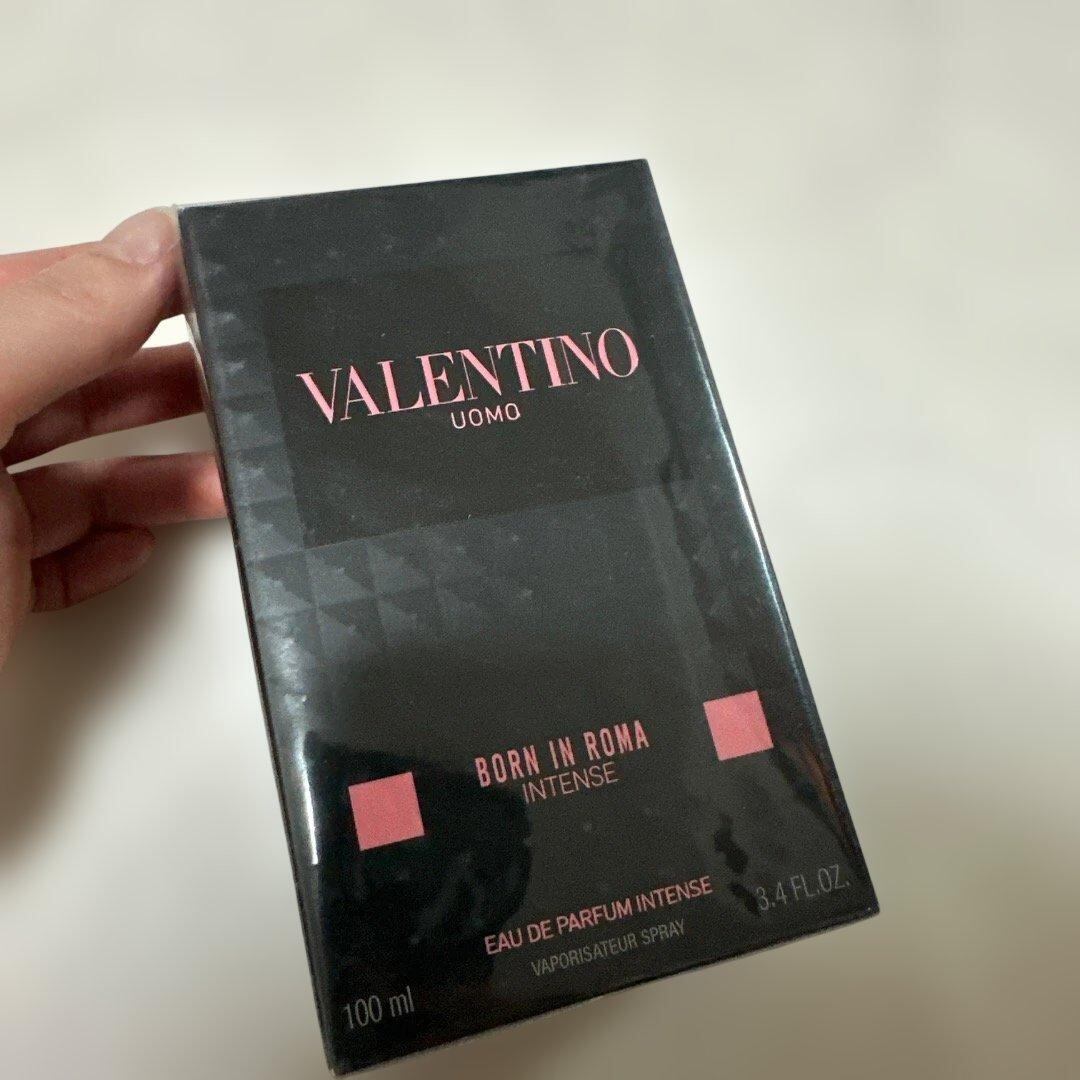 VALENTINO
UOMO
BORN IN ROMA
INTENSE
EAU DE PARFUM INTENSE
VAPORISATEUR SPRAY
100 ml
3.4 FL.OZ.